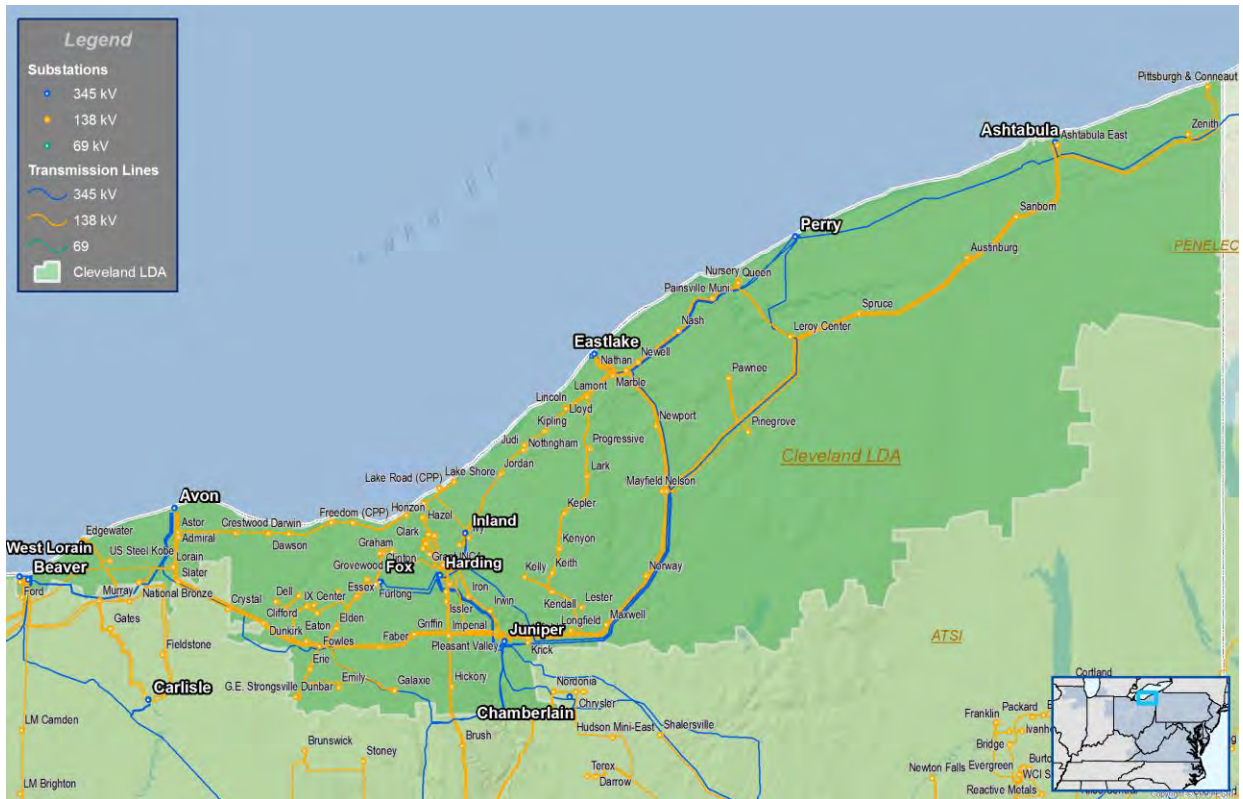 Legend
Substations
345 kV
138 kV
69 kV
Transmission Lines
345 kV
138 kV
69
Cleveland LDA
Pittsburgh & Conneaut
Ashtabula
Ashtabula East
Zenith
Sanborn
Perry
Austinburg
PENELEC
Nursery Queen
Painsville Muni
Spruce
Nash
Leroy Center
Eastlake
Nathan
Newell
Marble
Pawnee
Lamont
Lincoln
Lloyd
Newport
Pinegrove
Kipling
Judi
Nottingham
Progressive
Cleveland LDA
Jordan
Lark
Lake Shore
Lake Road (CPP)
Mayfield Nelson
Avon
Horizon
Kepler
Edgewater
Astor
Crestwood Darwin
Freedom (CPP)
Hazel
Inland
Admiral
Dawson
Clark
Graham
Kenyon
West Lorain
US Steel Kobe
Lorain
Clinton
Grovewood
Fox
Harding
Keith
Beaver
Slater
Kelly
Norway
Ford
Murray
National Bronze
Crystal
Dell
IX Center
Essex
Furlong
Iron
Kendall
Lester
Gates
Clifford
Elden
Issler
Irwin
Maxwell
Fieldstone
Eaton
Griffin
Imperial
Juniper
Longfield
Dunkirk
Fowles
Faber
Pleasant Valley
Krick
ATSI
Erie
Emily
Galaxie
Hickory
Nordonia
Cortland
Carlisle
G.E. Strongsville Dunbar
Chrysler
Chamberlain
LM Camden
Brush
Hudson Mini-East
Shalersville
Franklin
Packard
Brunswick
Stoney
Bridge
Newton Falls
Evergreen
Terex
Darrow
LM Brighton
Reactive Metals